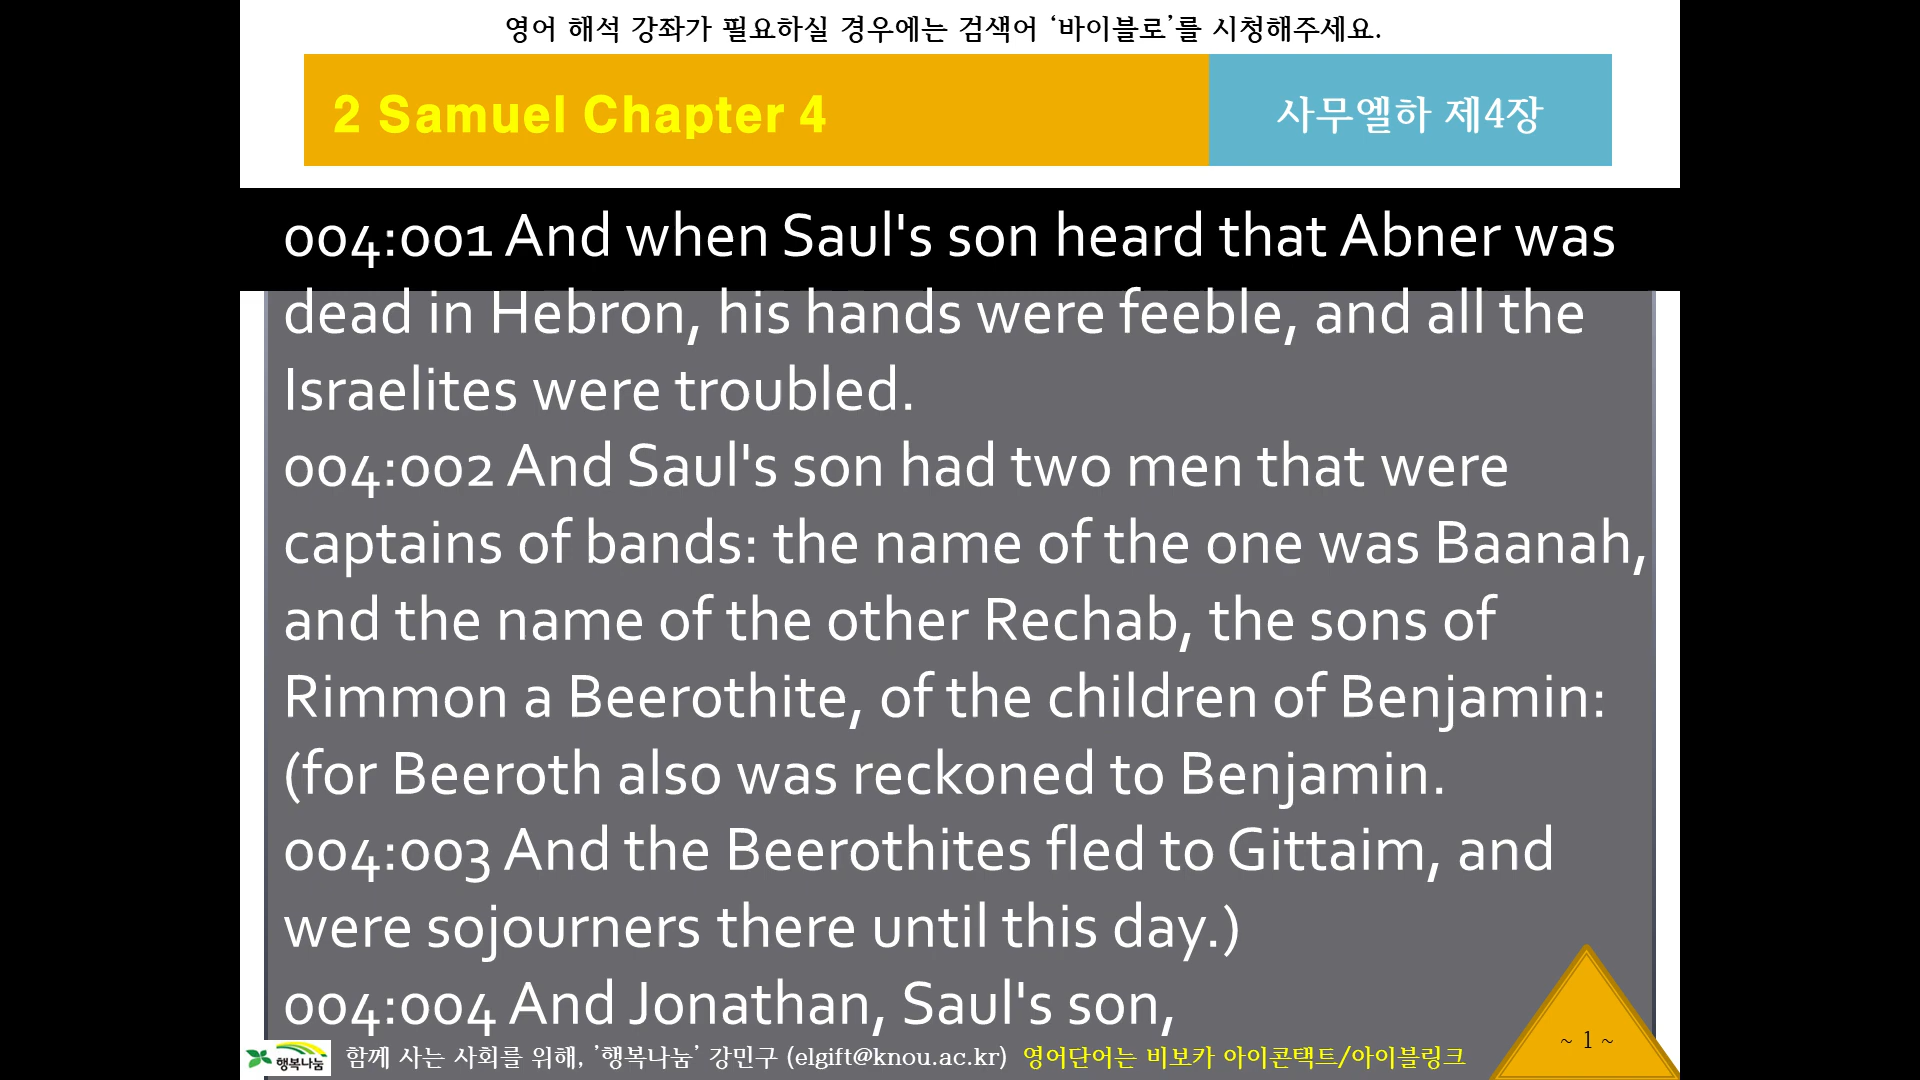 영어 해석 강좌가 필요하실 경우에는 검색어 ‘바이블로’를 시청해주세요.
2 Samuel Chapter 4
사무엘하 제4장
004:001 And when Saul's son heard that Abner was
dead in Hebron, his hands were feeble, and all the
Israelites were troubled.
004:002 And Saul's son had two men that were
captains of bands: the name of the one was Baanah,
and the name of the other Rechab, the sons of
Rimmon a Beerothite, of the children of Benjamin:
(for Beeroth also was reckoned to Benjamin.
004:003 And the Beerothites fled to Gittaim, and
were sojourners there until this day.)
004:004 And Jonathan, Saul's son,
~ 1 ~
행복나눔
함께 사는 사회를 위해, ’행복나눔’ 강민구 (elgift@knou.ac.kr) 영어단어는 비보카 아이콘택트/아이블링크